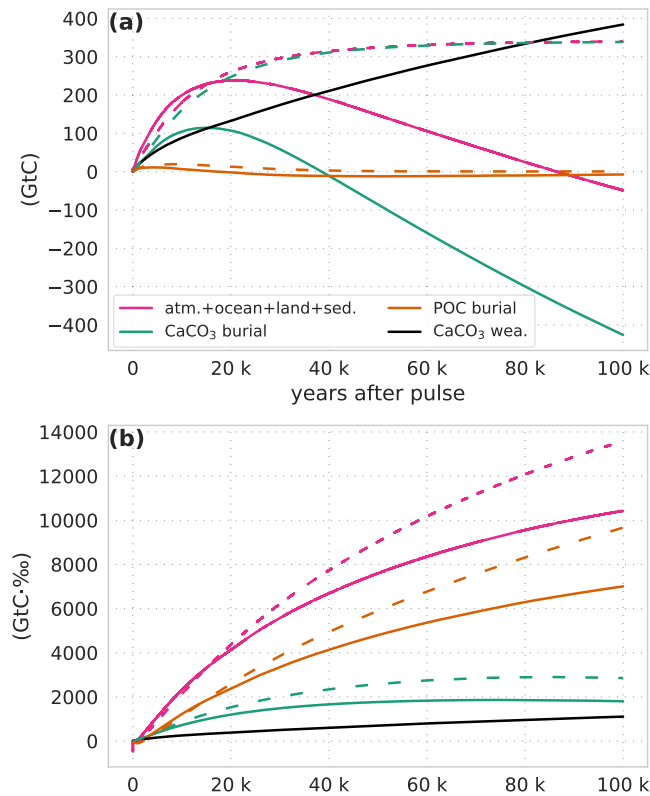 (a)
400
300
200
100
0
−100
−200
−300
−400
(GtC)
atm.+ocean+land+sed.
CaCO₃ burial
POC burial
CaCO₃ wea.
0 20 k 40 k 60 k 80 k 100 k
years after pulse
(b)
14000
12000
10000
8000
6000
4000
2000
0
(GtC·‰)
0 20 k 40 k 60 k 80 k 100 k